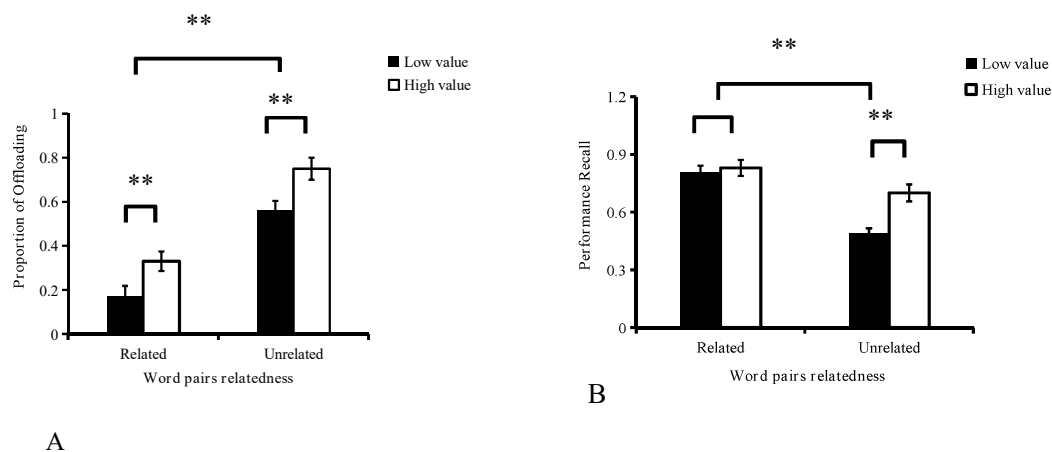 **
Low value
High value
**
**
1
0.8
0.6
0.4
0.2
0
Proportion of Offloading
Related Unrelated
Word pairs relatedness
A
**
Low value
High value
**
1.2
0.9
0.6
0.3
0
Performance Recall
Related Unrelated
Word pairs relatedness
B